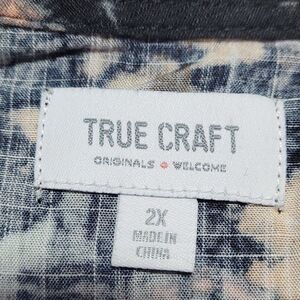 TRUE CRAFT
ORIGINALS WELCOME
2X
MADE IN
CHINA